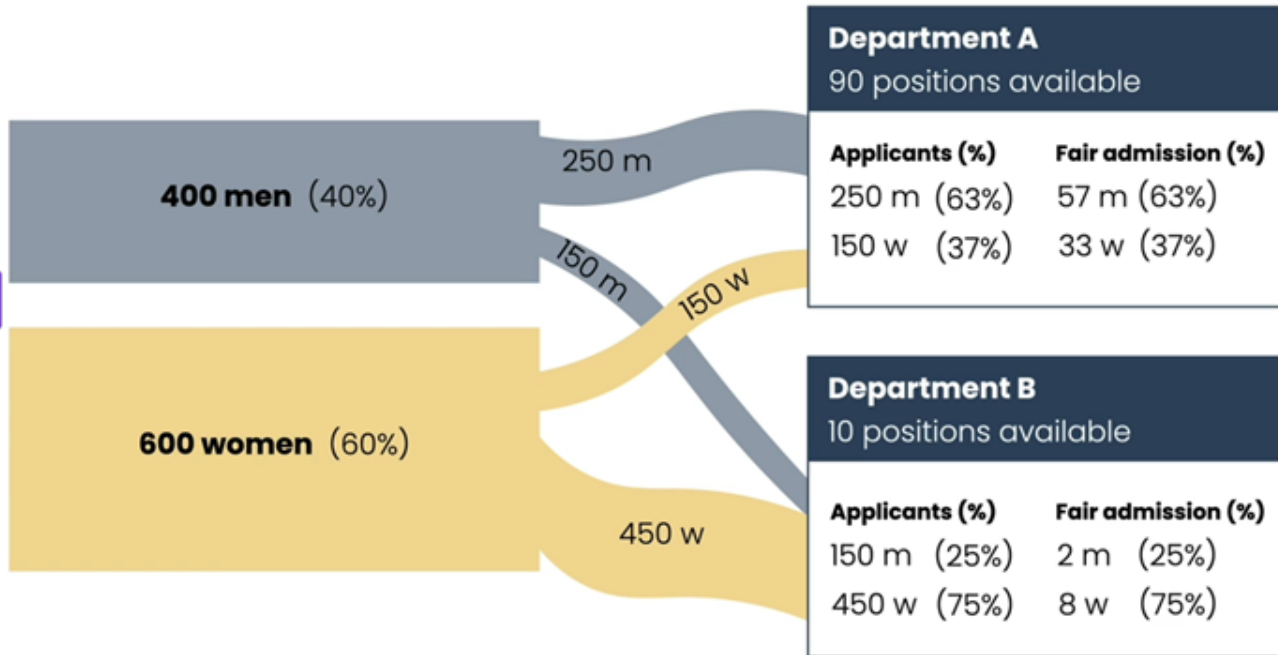 400 men (40%)
600 women (60%)
250 m
150 m
150 w
450 w
Department A
90 positions available
Applicants (%) Fair admission (%)
250 m (63%) 57 m (63%)
150 w (37%) 33 w (37%)
Department B
10 positions available
Applicants (%) Fair admission (%)
150 m (25%) 2 m (25%)
450 w (75%) 8 w (75%)